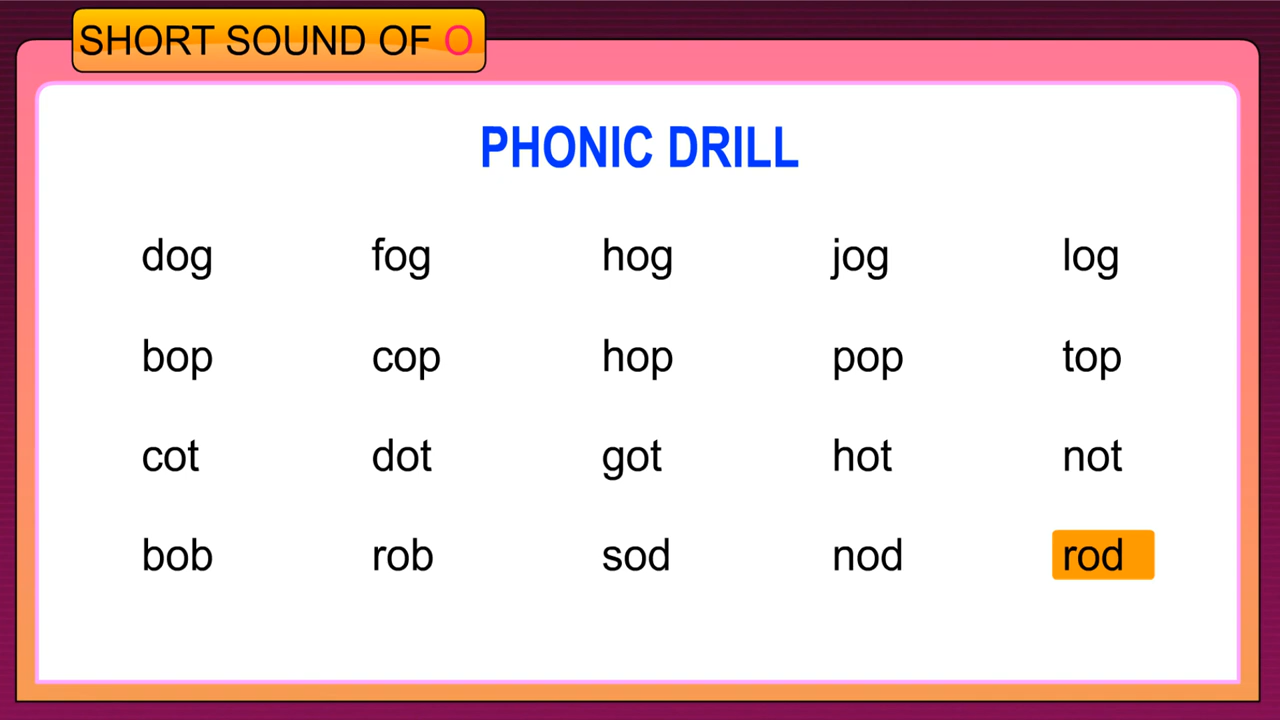 SHORT SOUND OF O
PHONIC DRILL
dog fog hog jog log
bop cop hop pop top
cot dot got hot not
bob rob sod nod rod